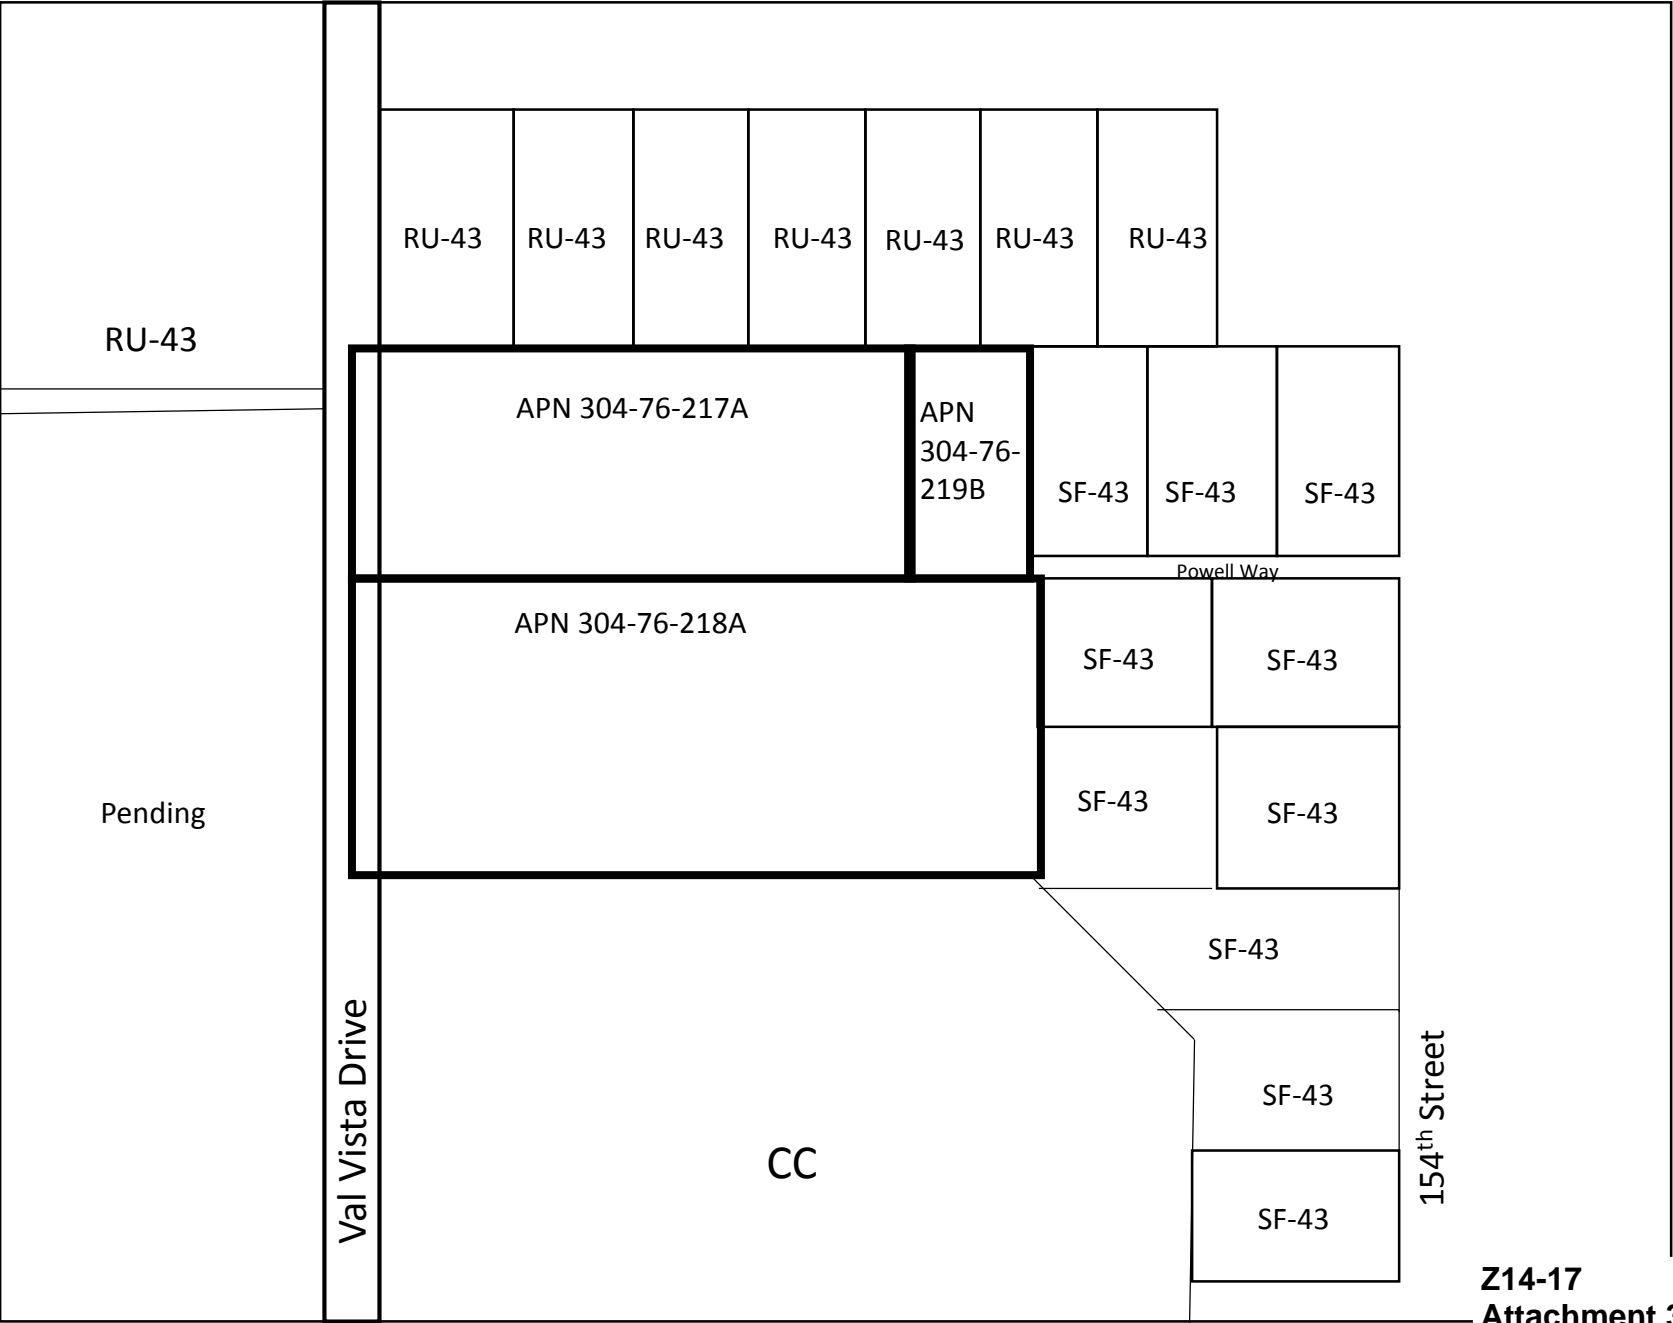 RU-43
RU-43
RU-43
RU-43
RU-43
RU-43
RU-43
RU-43
APN 304-76-217A
APN
304-76-
219B
SF-43
SF-43
SF-43
Powell Way
APN 304-76-218A
SF-43
SF-43
Pending
SF-43
SF-43
SF-43
Val Vista Drive
CC
SF-43
154th Street
SF-43
Z14-17
Attachment 3